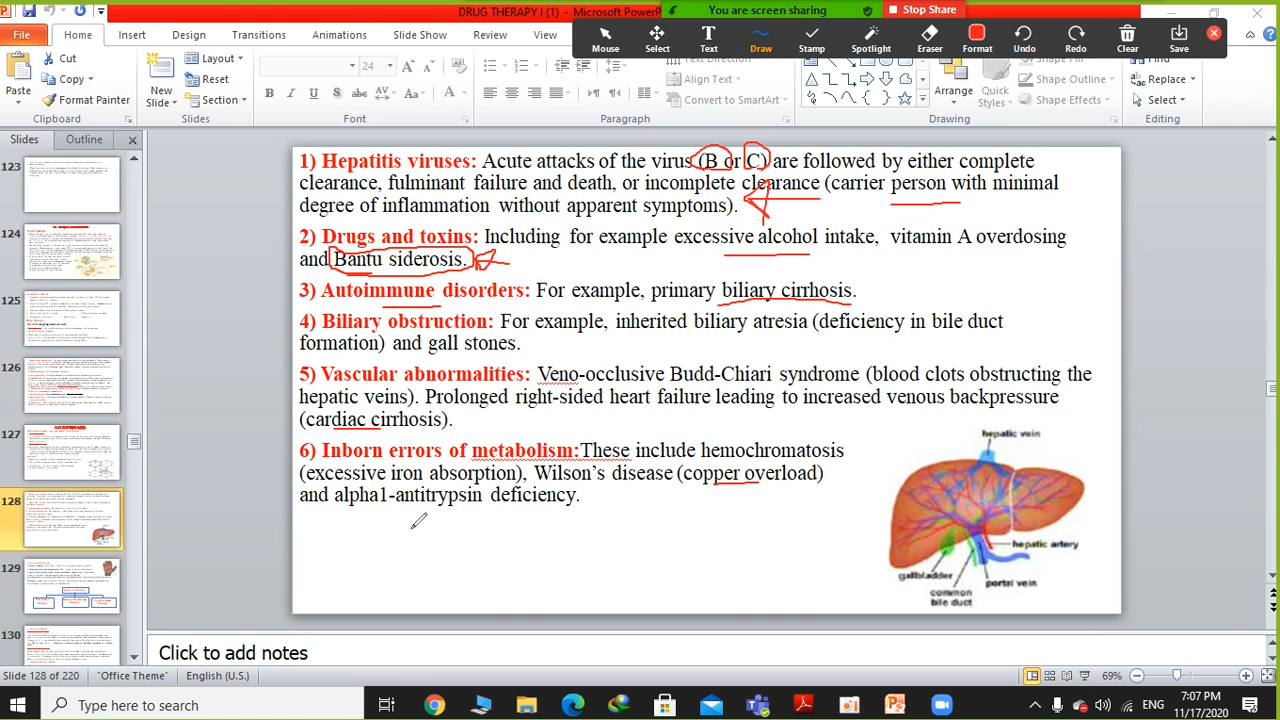 DRUG THERAPY I (1) - Microsoft PowerP
You are screen sharing
Stop Share
File Home Insert Design Transitions Animations Slide Show Review
Mouse Select Text Draw Stamp Spotlight Eraser Format Undo Redo Clear Save
Paste
Cut
Copy
Format Painter
Clipboard
New
Slide
Layout
Reset
Section
Slides
24
Font
Text Direction
Align Text
Convert to SmartArt
Paragraph
Arrange
Quick
Styles
Shape Fill
Shape Outline
Shape Effects
Drawing
Replace
Select
Editing
Slides Outline
123
124
125
126
127
128
129
130
1) Hepatitis viruses: Acute attacks of the virus (B or C) are followed by either complete
clearance, fulminant failure and death, or incomplete clearance (carrier person with minimal
degree of inflammation without apparent symptoms).
2) Drugs and toxins: Including for example excessive alcohol intake, vitamin A overdosing
and Bantu siderosis.
3) Autoimmune disorders: For example, primary biliary cirrhosis.
4) Biliary obstruction: For example, inherited biliary atresia (deficiency in bile duct
formation) and gall stones.
5) Vascular abnormalities: Veno-occlusive Budd-Chiari syndrome (blood clots obstructing the
hepatic veins). Prolonged right-sided heart failure leading to increased venous backpressure
(cardiac cirrhosis).
6) Inborn errors of metabolism:These include hemochromatosis
(excessive iron absorption), Wilson's disease (copper overload)
and alpha1-antitrypsin deficiency.
hepatic vein
hepatic artery
gallbladder
portal vein
common
bile duct
Click to add notes
Slide 128 of 220 "Office Theme" English (U.S.) 69%
Type here to search
ENG
7:07 PM
11/17/2020